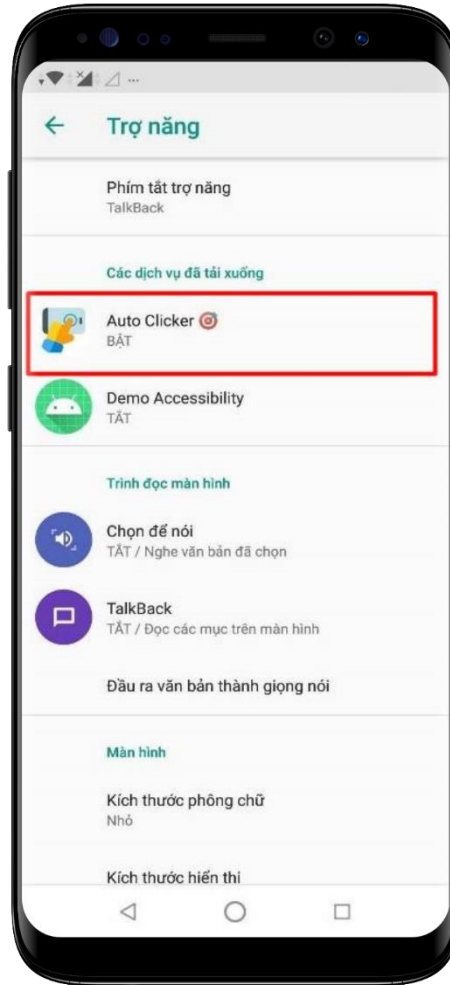 Trợ năng
Phím tắt trợ năng
TalkBack
Các dịch vụ đã tải xuống
Auto Clicker 🎯
BẬT
Demo Accessibility
TẮT
Trình đọc màn hình
Chọn để nói
TẮT / Nghe văn bản đã chọn
TalkBack
TẮT / Đọc các mục trên màn hình
Đầu ra văn bản thành giọng nói
Màn hình
Kích thước phông chữ
Nhỏ
Kích thước hiển thị